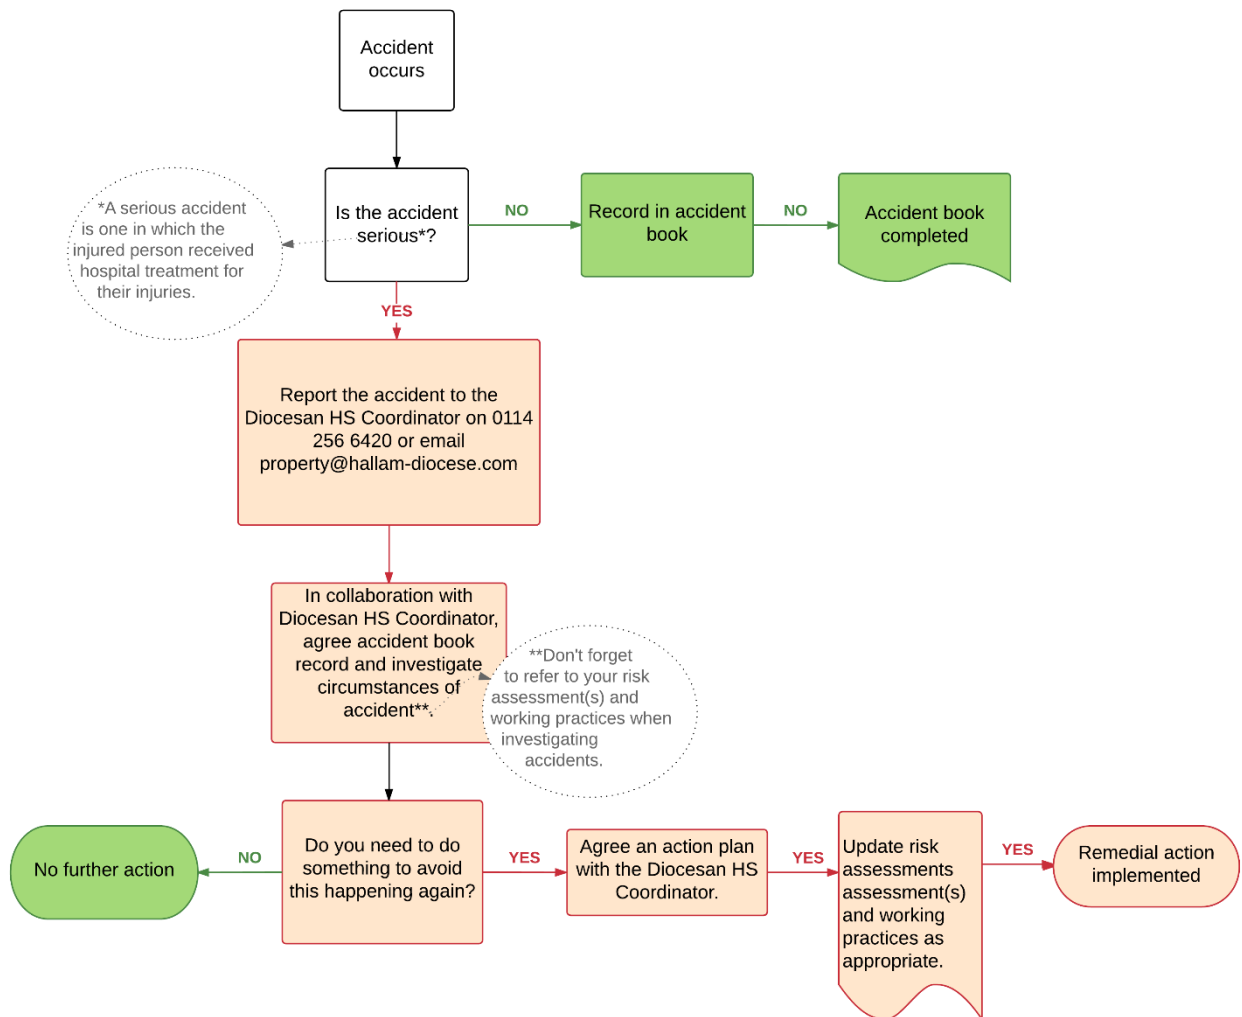 Accident
occurs
*A serious accident
is one in which the
injured person received
hospital treatment for
their injuries.
Is the accident
serious*?
NO
Record in accident
book
NO
Accident book
completed
YES
Report the accident to the
Diocesan HS Coordinator on 0114
256 6420 or email
property@hallam-diocese.com
In collaboration with
Diocesan HS Coordinator,
agree accident book
record and investigate
circumstances of
accident**.
**Don't forget
to refer to your risk
assessment(s) and
working practices when
investigating
accidents.
No further action
NO
Do you need to do
something to avoid
this happening again?
YES
Agree an action plan
with the Diocesan HS
Coordinator.
YES
Update risk
assessments
assessment(s)
and working
practices as
appropriate.
YES
Remedial action
implemented